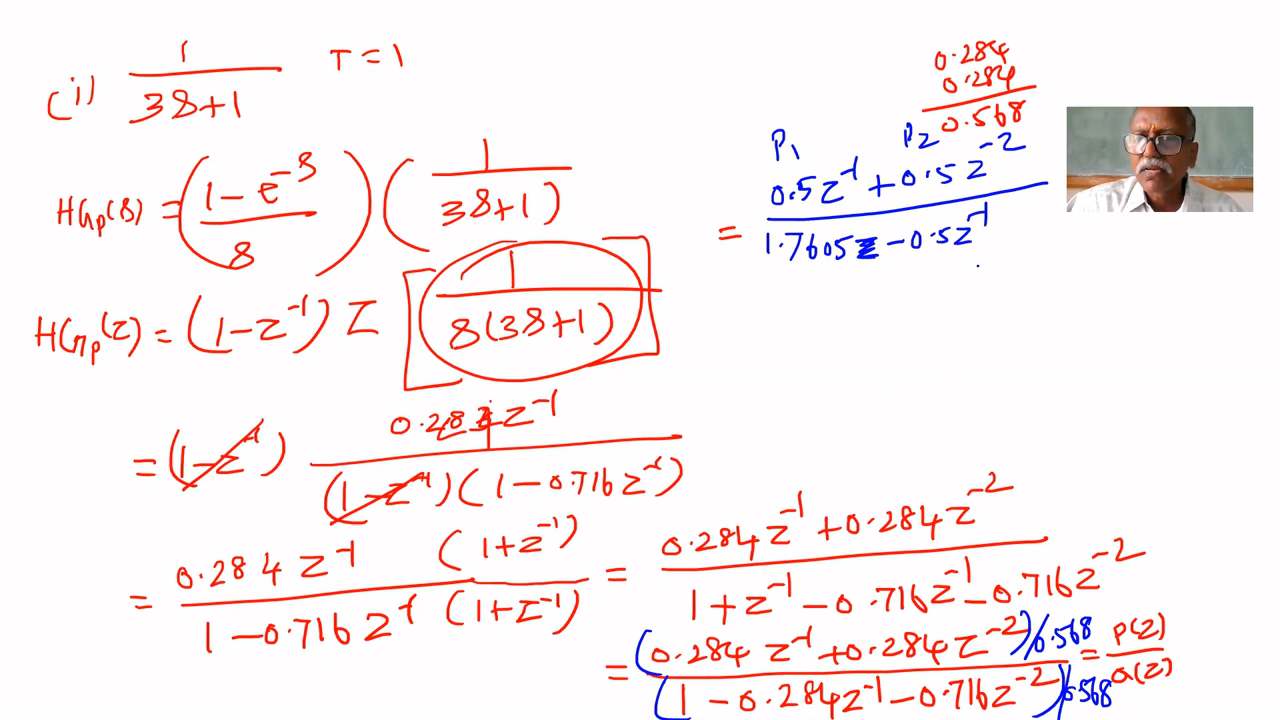 (i) 1/(3s+1) T = 1
HGp(s) = ((1 - e^-s)/s) (1/(3s+1))
HGp(z) = (1 - z^-1) Z [1/(s(3s+1))]
= (1 - z^-1) 0.284 z^-1/((1 - z^-1)(1 - 0.716 z^-1))
= 0.284 z^-1 (1 + z^-1)/(1 - 0.716 z^-1 (1 + z^-1))
= (0.284 z^-1 + 0.284 z^-2)/(1 + z^-1 - 0.716 z^-1 - 0.716 z^-2)
= (0.284 z^-1 + 0.284 z^-2)/0.568 / (1 - 0.284 z^-1 - 0.716 z^-2)/0.568 = P(z)/Q(z)
0.284
0.284
0.568
P1 P2
= (0.5 z^-1 + 0.5 z^-2)/(1.7605 - 0.5 z^-1